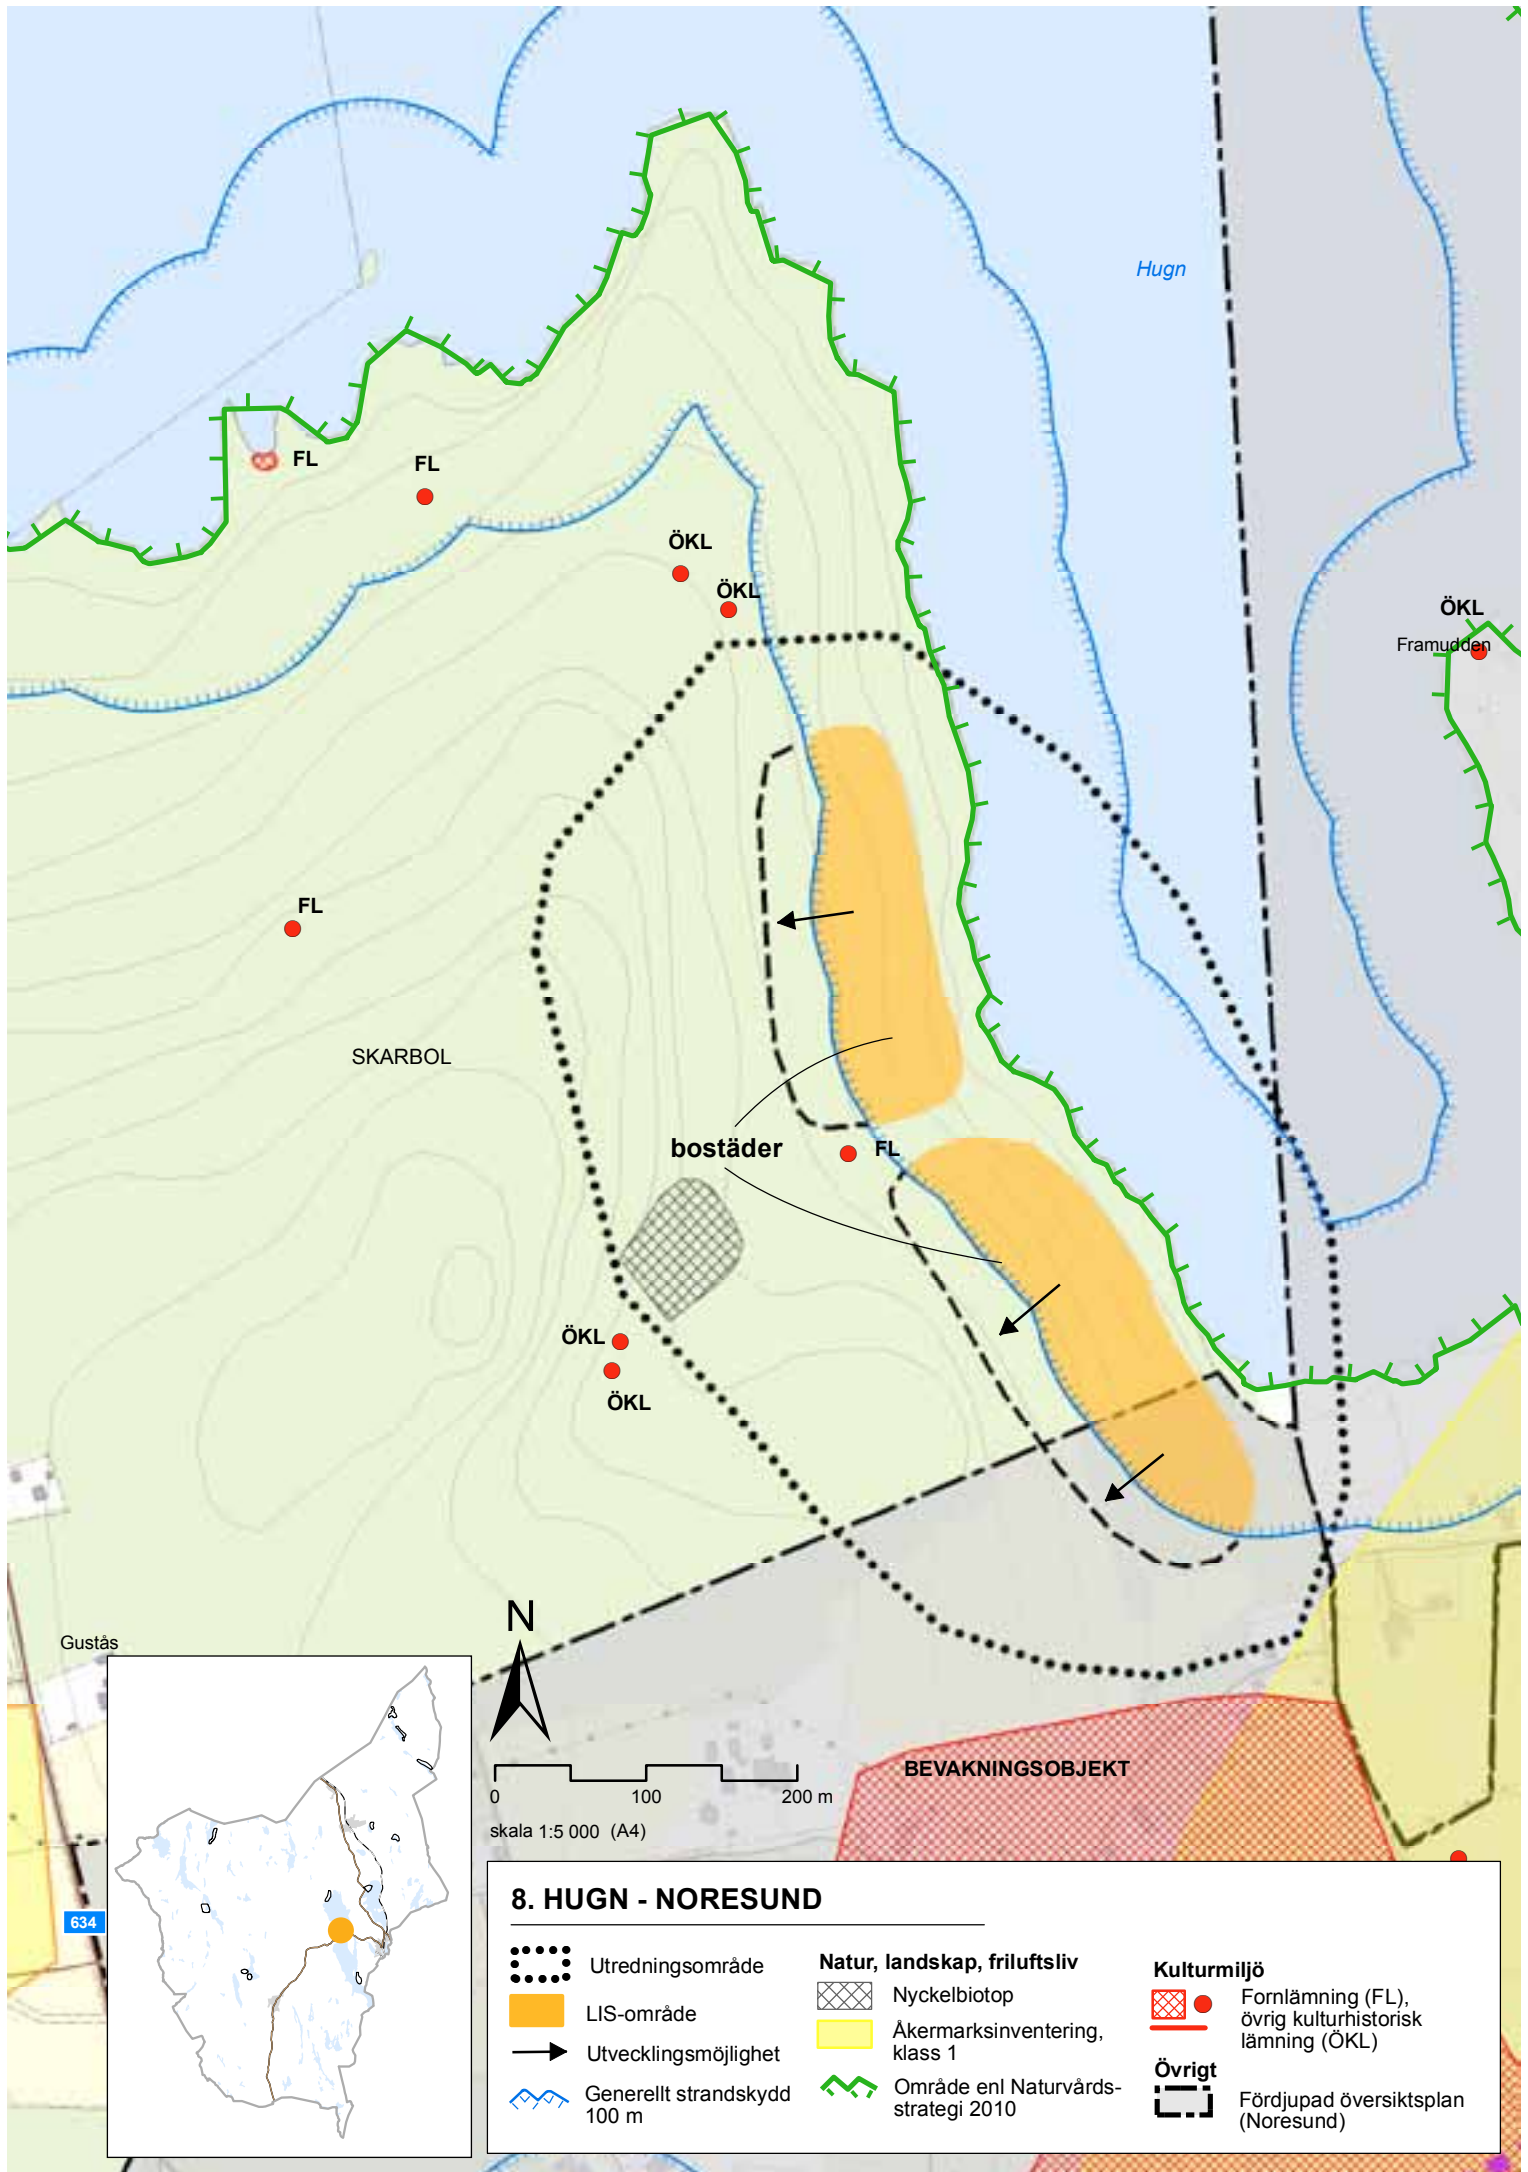 Hugn
FL
FL
ÖKL
ÖKL
ÖKL
Framudden
FL
SKARBOL
bostäder
FL
ÖKL
ÖKL
Gustås
N
0 100 200 m
skala 1:5 000 (A4)
BEVAKNINGSOBJEKT
634
8. HUGN - NORESUND
Utredningsområde
LIS-område
Utvecklingsmöjlighet
Generellt strandskydd
100 m
Natur, landskap, friluftsliv
Nyckelbiotop
Åkermarksinventering,
klass 1
Område enl Naturvårds-
strategi 2010
Kulturmiljö
Fornlämning (FL),
övrig kulturhistorisk
lämning (ÖKL)
Övrigt
Fördjupad översiktsplan
(Noresund)